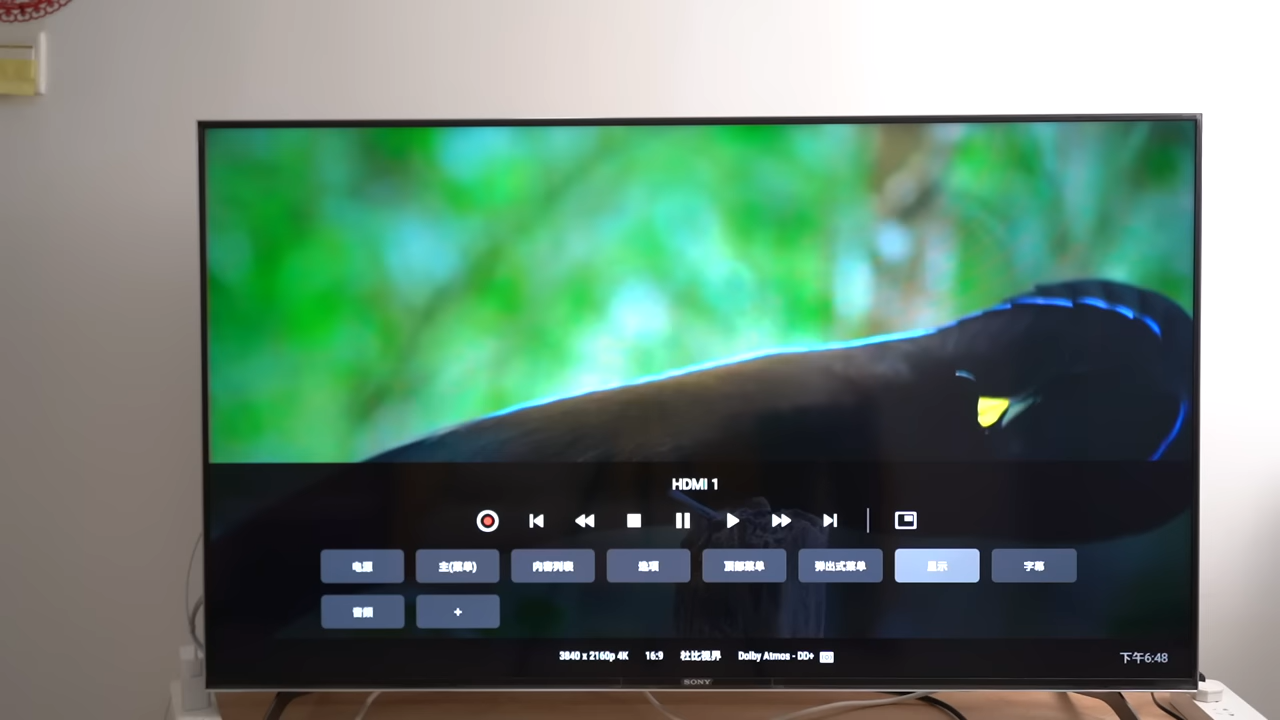 HDMI 1
电源 主(菜单) 内容列表 选项 顶部菜单 弹出式菜单 显示 字幕
音频 +
3840 x 2160p 4K 16:9 杜比视界 Dolby Atmos - DD+
下午6:48
SONY